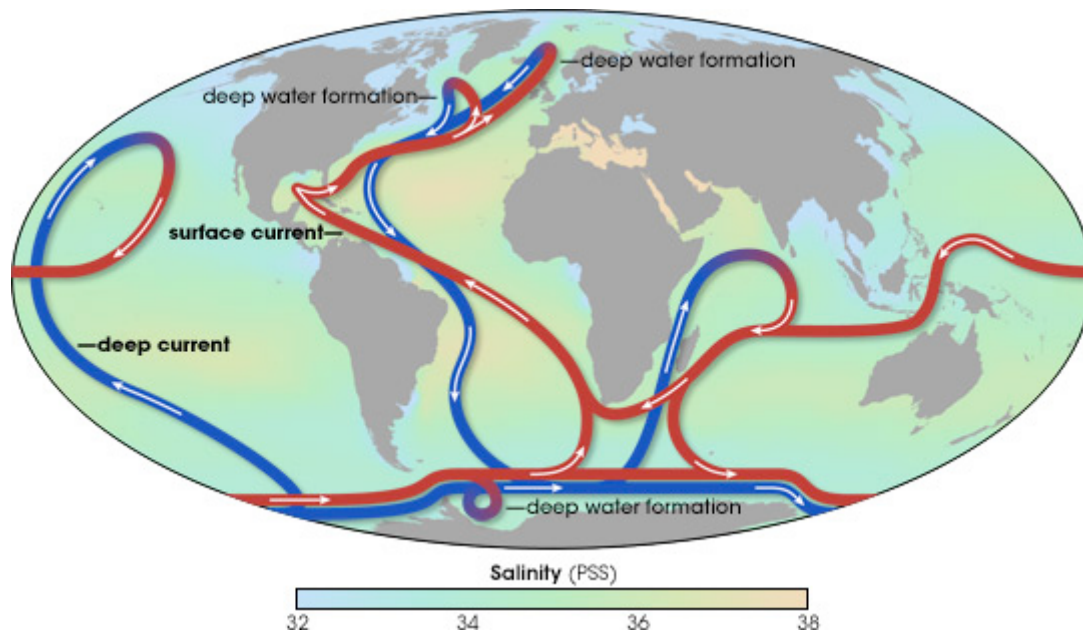 —deep water formation
deep water formation—
surface current—
—deep current
—deep water formation
Salinity (PSS)
32 34 36 38